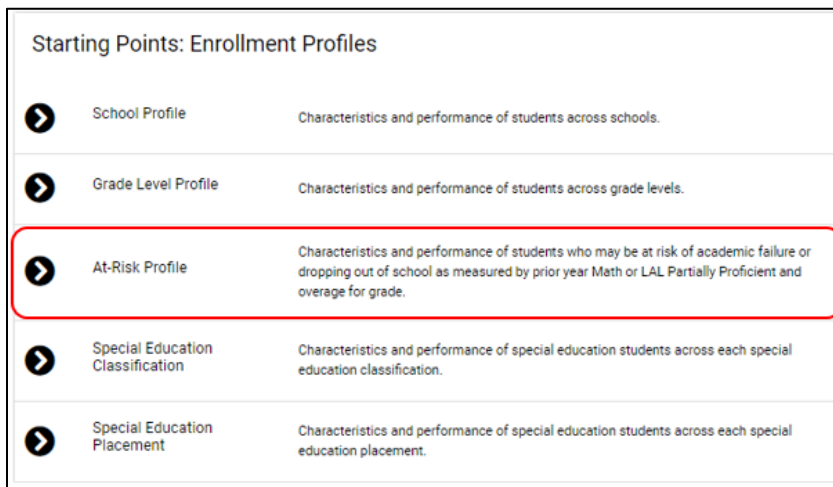 Starting Points: Enrollment Profiles
School Profile
Characteristics and performance of students across schools.
Grade Level Profile
Characteristics and performance of students across grade levels.
At-Risk Profile
Characteristics and performance of students who may be at risk of academic failure or
dropping out of school as measured by prior year Math or LAL Partially Proficient and
overage for grade.
Special Education
Classification
Characteristics and performance of special education students across each special
education classification.
Special Education
Placement
Characteristics and performance of special education students across each special
education placement.